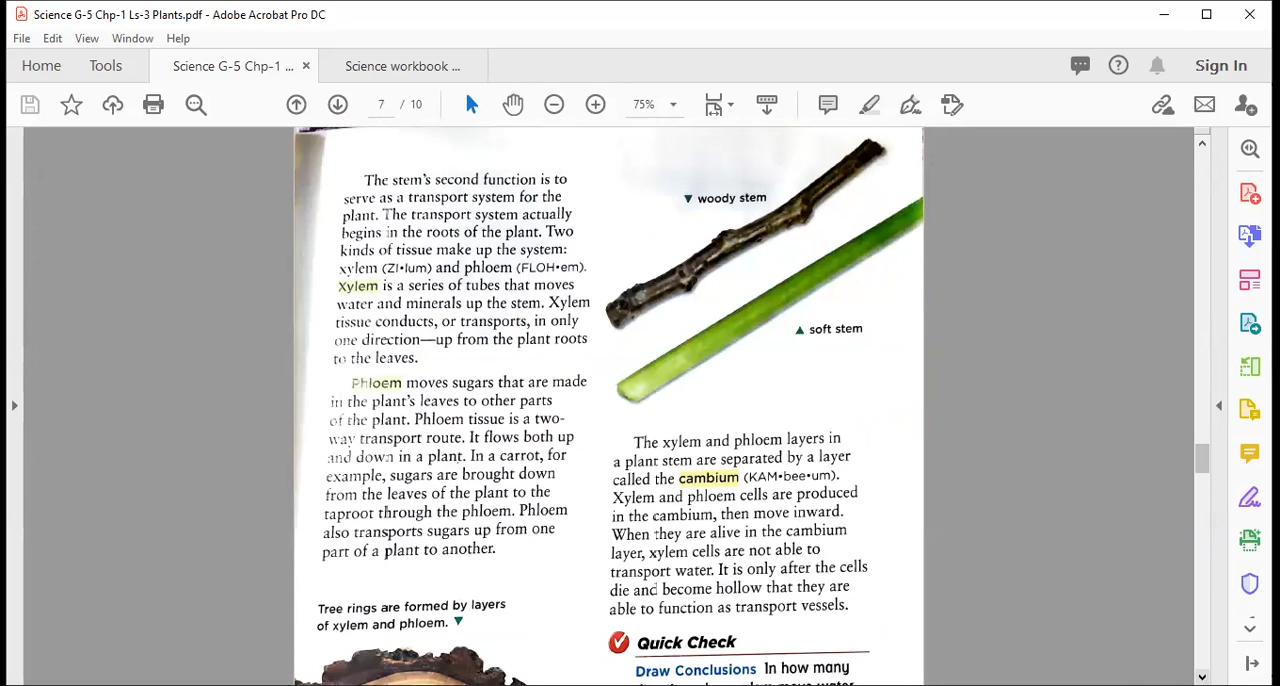 Science G-5 Chp-1 Ls-3 Plants.pdf - Adobe Acrobat Pro DC
File Edit View Window Help
Home Tools Science G-5 Chp-1 ... × Science workbook ... Sign In
7 / 10 75%
The stem's second function is to
serve as a transport system for the
plant. The transport system actually
begins in the roots of the plant. Two
kinds of tissue make up the system:
xylem (ZI•lum) and phloem (FLOH•em).
Xylem is a series of tubes that moves
water and minerals up the stem. Xylem
tissue conducts, or transports, in only
one direction—up from the plant roots
to the leaves.
Phloem moves sugars that are made
in the plant's leaves to other parts
of the plant. Phloem tissue is a two-
way transport route. It flows both up
and down in a plant. In a carrot, for
example, sugars are brought down
from the leaves of the plant to the
taproot through the phloem. Phloem
also transports sugars up from one
part of a plant to another.
Tree rings are formed by layers
of xylem and phloem. ▼
▼ woody stem
▲ soft stem
The xylem and phloem layers in
a plant stem are separated by a layer
called the cambium (KAM•bee•um).
Xylem and phloem cells are produced
in the cambium, then move inward.
When they are alive in the cambium
layer, xylem cells are not able to
transport water. It is only after the cells
die and become hollow that they are
able to function as transport vessels.
Quick Check
Draw Conclusions In how many